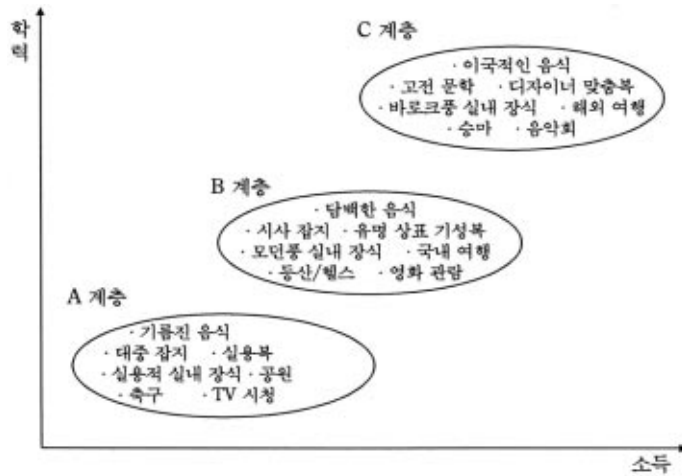 학력
C 계층
· 이국적인 음식
· 고전 문학 · 디자이너 맞춤복
· 바로크풍 실내 장식 · 해외 여행
· 승마 · 음악회
B 계층
· 담백한 음식
· 시사 잡지 · 유명 상표 기성복
· 모던풍 실내 장식 · 국내 여행
· 등산/헬스 · 영화 관람
A 계층
· 기름진 음식
· 대중 잡지 · 실용복
· 실용적 실내 장식 · 공원
· 축구 · TV 시청
소득